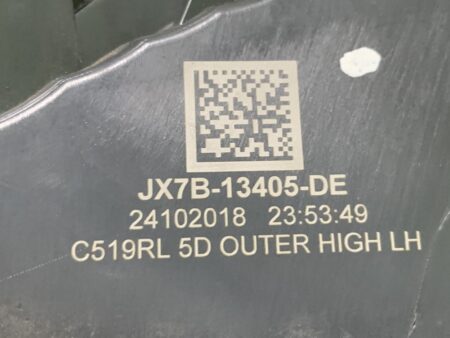 JX7B-13405-DE
24102018 23:53:49
C519RL 5D OUTER HIGH LH